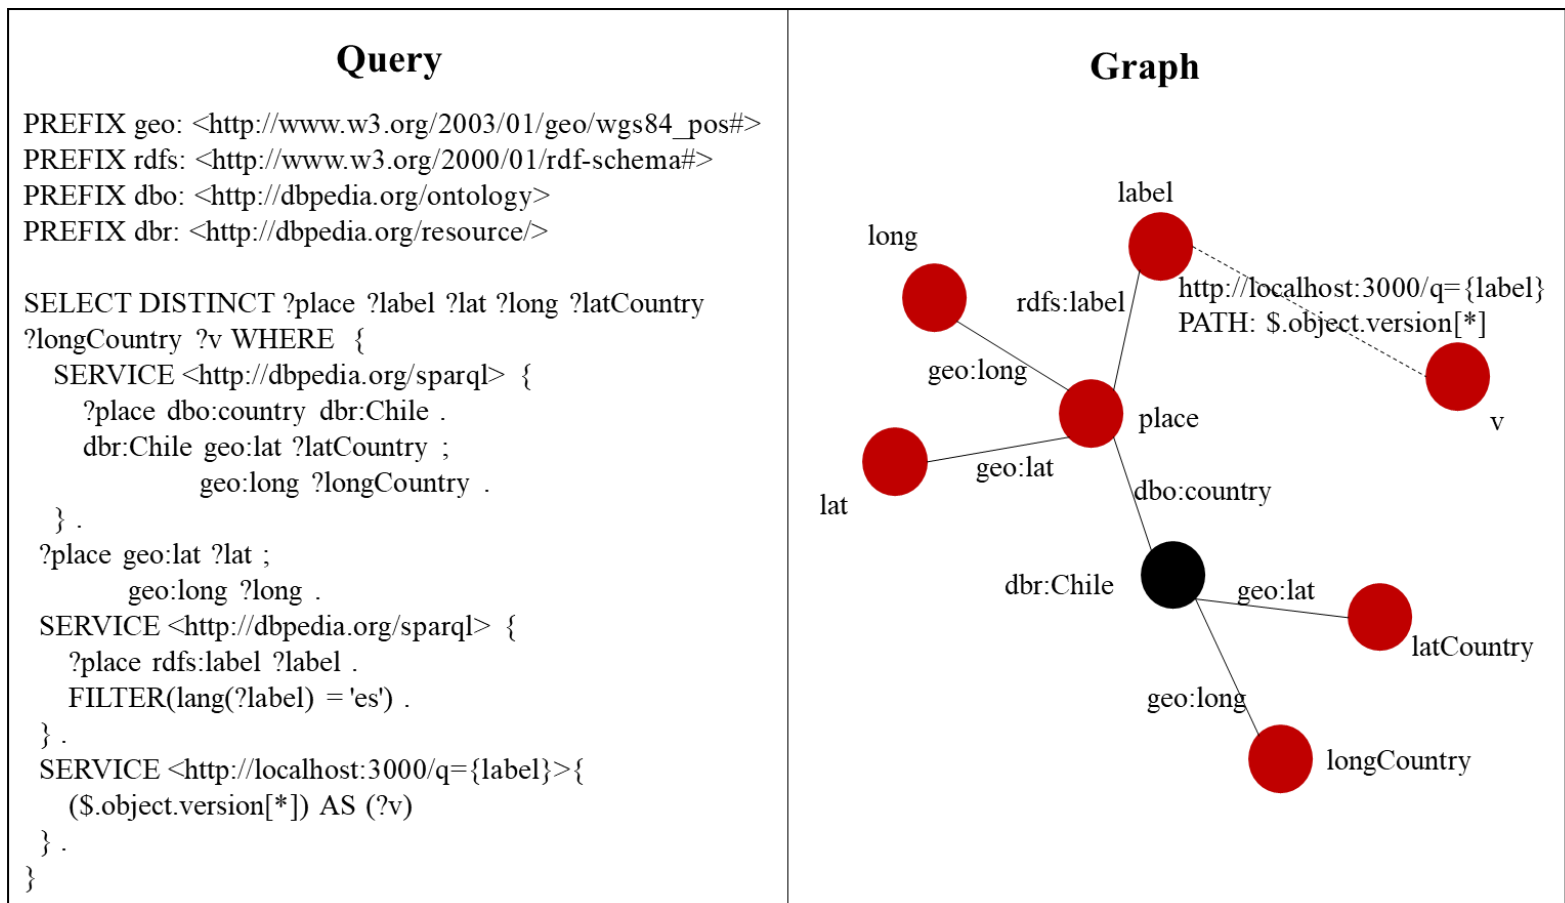 Query
PREFIX geo: <http://www.w3.org/2003/01/geo/wgs84_pos#>
PREFIX rdfs: <http://www.w3.org/2000/01/rdf-schema#>
PREFIX dbo: <http://dbpedia.org/ontology>
PREFIX dbr: <http://dbpedia.org/resource/>
SELECT DISTINCT ?place ?label ?lat ?long ?latCountry
?longCountry ?v WHERE {
SERVICE <http://dbpedia.org/sparql> {
?place dbo:country dbr:Chile .
dbr:Chile geo:lat ?latCountry ;
geo:long ?longCountry .
} .
?place geo:lat ?lat ;
geo:long ?long .
SERVICE <http://dbpedia.org/sparql> {
?place rdfs:label ?label .
FILTER(lang(?label) = 'es') .
} .
SERVICE <http://localhost:3000/q={label}>{
($.object.version[*]) AS (?v)
} .
}
Graph
label
long
rdfs:label
http://localhost:3000/q={label}
PATH: $.object.version[*]
geo:long
place
v
geo:lat
lat
dbo:country
dbr:Chile
geo:lat
latCountry
geo:long
longCountry